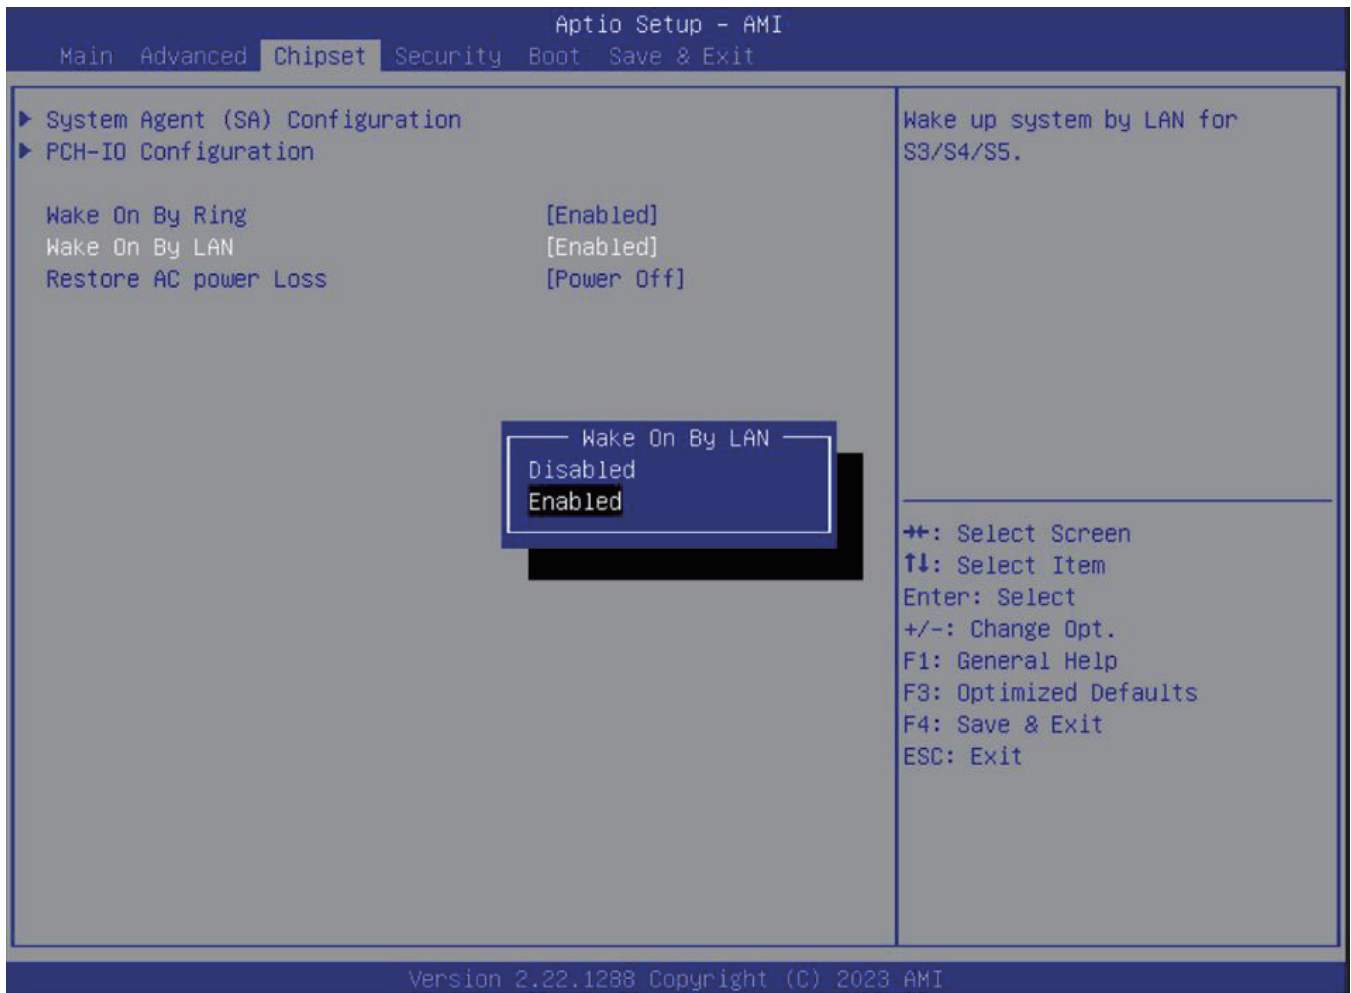 Aptio Setup – AMI
Main Advanced Chipset Security Boot Save & Exit
System Agent (SA) Configuration
PCH-IO Configuration
Wake On By Ring [Enabled]
Wake On By LAN [Enabled]
Restore AC power Loss [Power Off]
Wake up system by LAN for
S3/S4/S5.
Wake On By LAN
Disabled
Enabled
→←: Select Screen
↑↓: Select Item
Enter: Select
+/-: Change Opt.
F1: General Help
F3: Optimized Defaults
F4: Save & Exit
ESC: Exit
Version 2.22.1288 Copyright (C) 2023 AMI